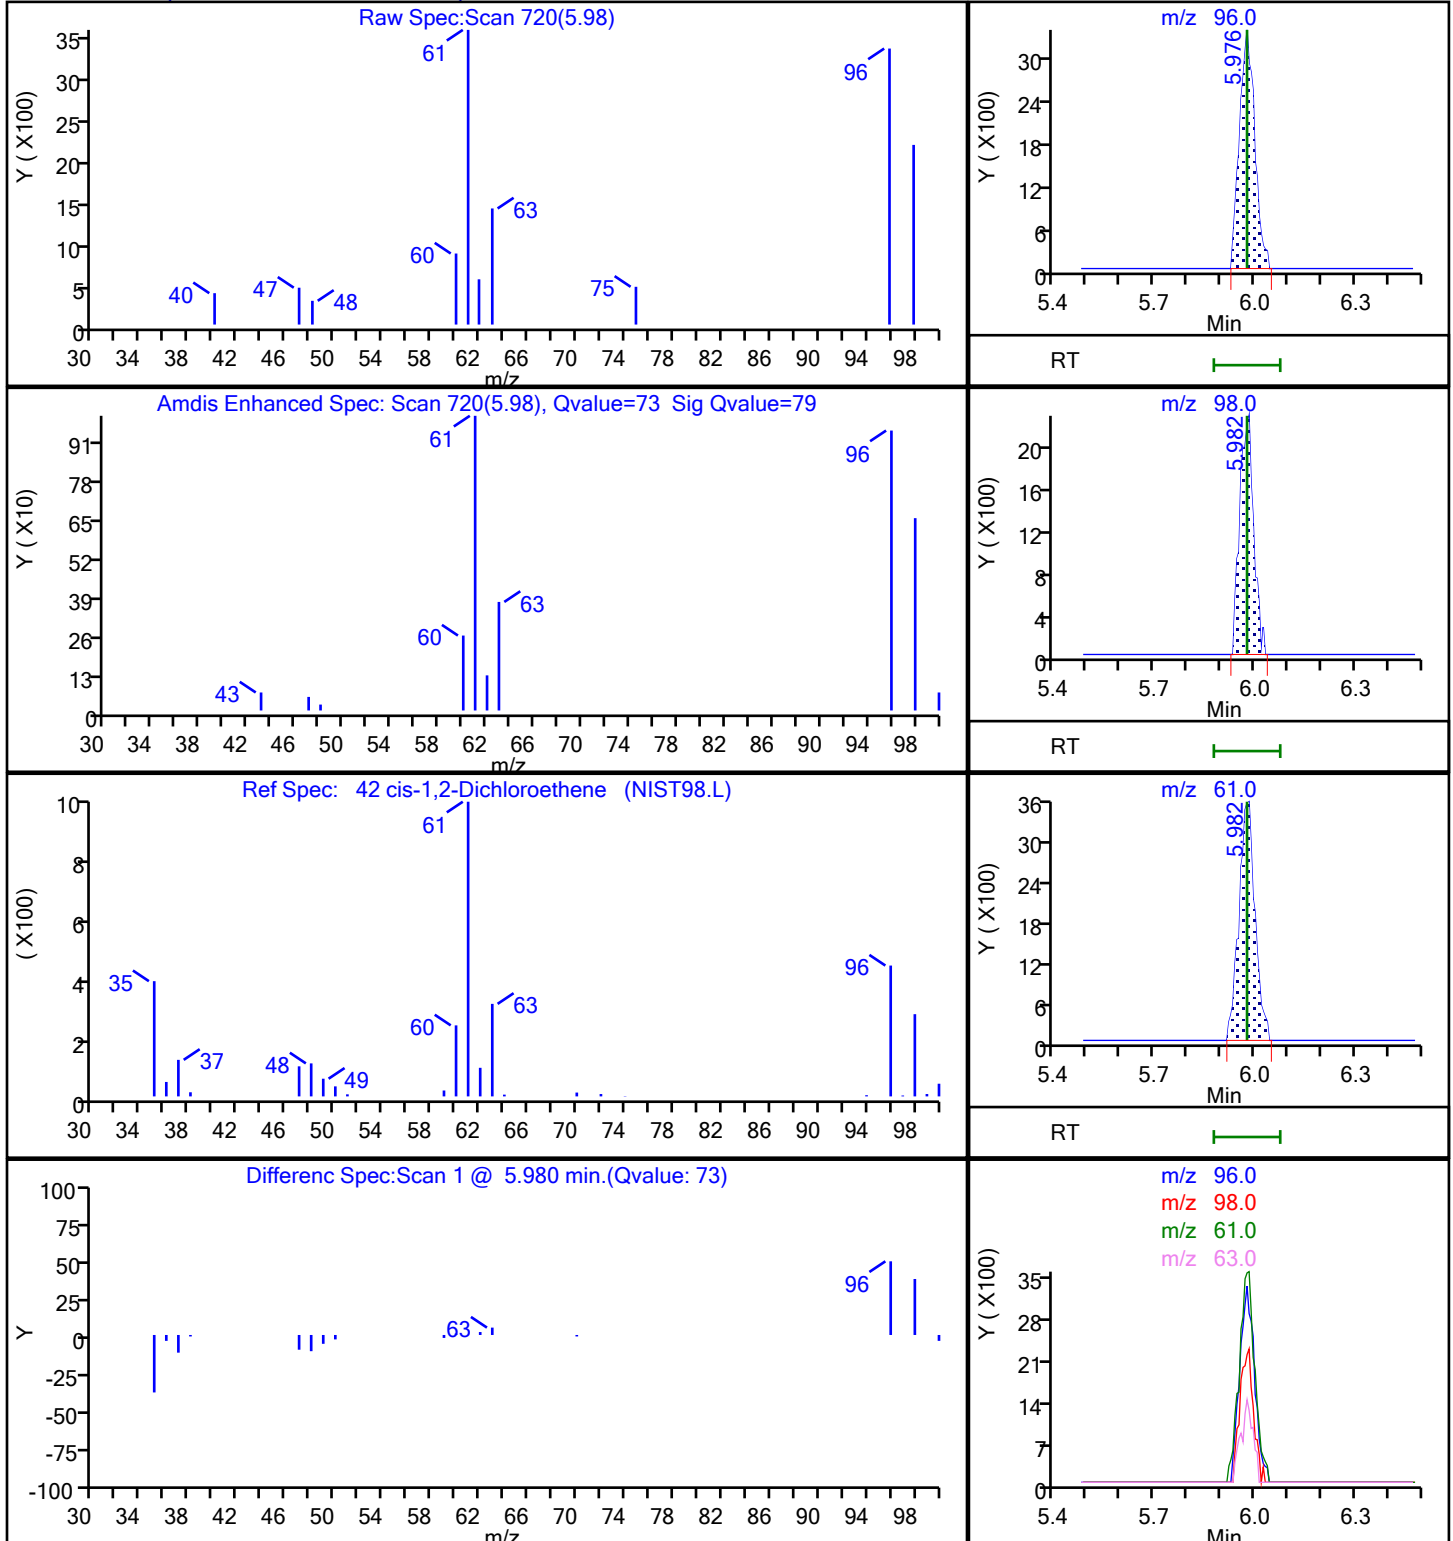 Raw Spec:Scan 720(5.98)
Y ( X100)
35
30
25
20
15
10
5
0
61
96
63
60
40
47
48
75
30 34 38 42 46 50 54 58 62 66 70 74 78 82 86 90 94 98
m/z
m/z 96.0
Y ( X100)
30
24
18
12
6
0
5.976
5.4 5.7 6.0 6.3
Min
RT
Amdis Enhanced Spec: Scan 720(5.98), Qvalue=73 Sig Qvalue=79
Y ( X10)
91
78
65
52
39
26
13
0
61
96
63
60
43
30 34 38 42 46 50 54 58 62 66 70 74 78 82 86 90 94 98
m/z
m/z 98.0
Y ( X100)
20
16
12
8
4
0
5.982
5.4 5.7 6.0 6.3
Min
RT
Ref Spec: 42 cis-1,2-Dichloroethene (NIST98.L)
( X100)
10
8
6
4
2
0
61
96
35
63
60
37
48
49
30 34 38 42 46 50 54 58 62 66 70 74 78 82 86 90 94 98
m/z
m/z 61.0
Y ( X100)
36
30
24
18
12
6
0
5.982
5.4 5.7 6.0 6.3
Min
RT
Differenc Spec:Scan 1 @ 5.980 min.(Qvalue: 73)
Y
100
75
50
25
0
-25
-50
-75
-100
96
63
30 34 38 42 46 50 54 58 62 66 70 74 78 82 86 90 94 98
m/z
m/z 96.0
m/z 98.0
m/z 61.0
m/z 63.0
Y ( X100)
35
28
21
14
7
0
5.4 5.7 6.0 6.3
Min